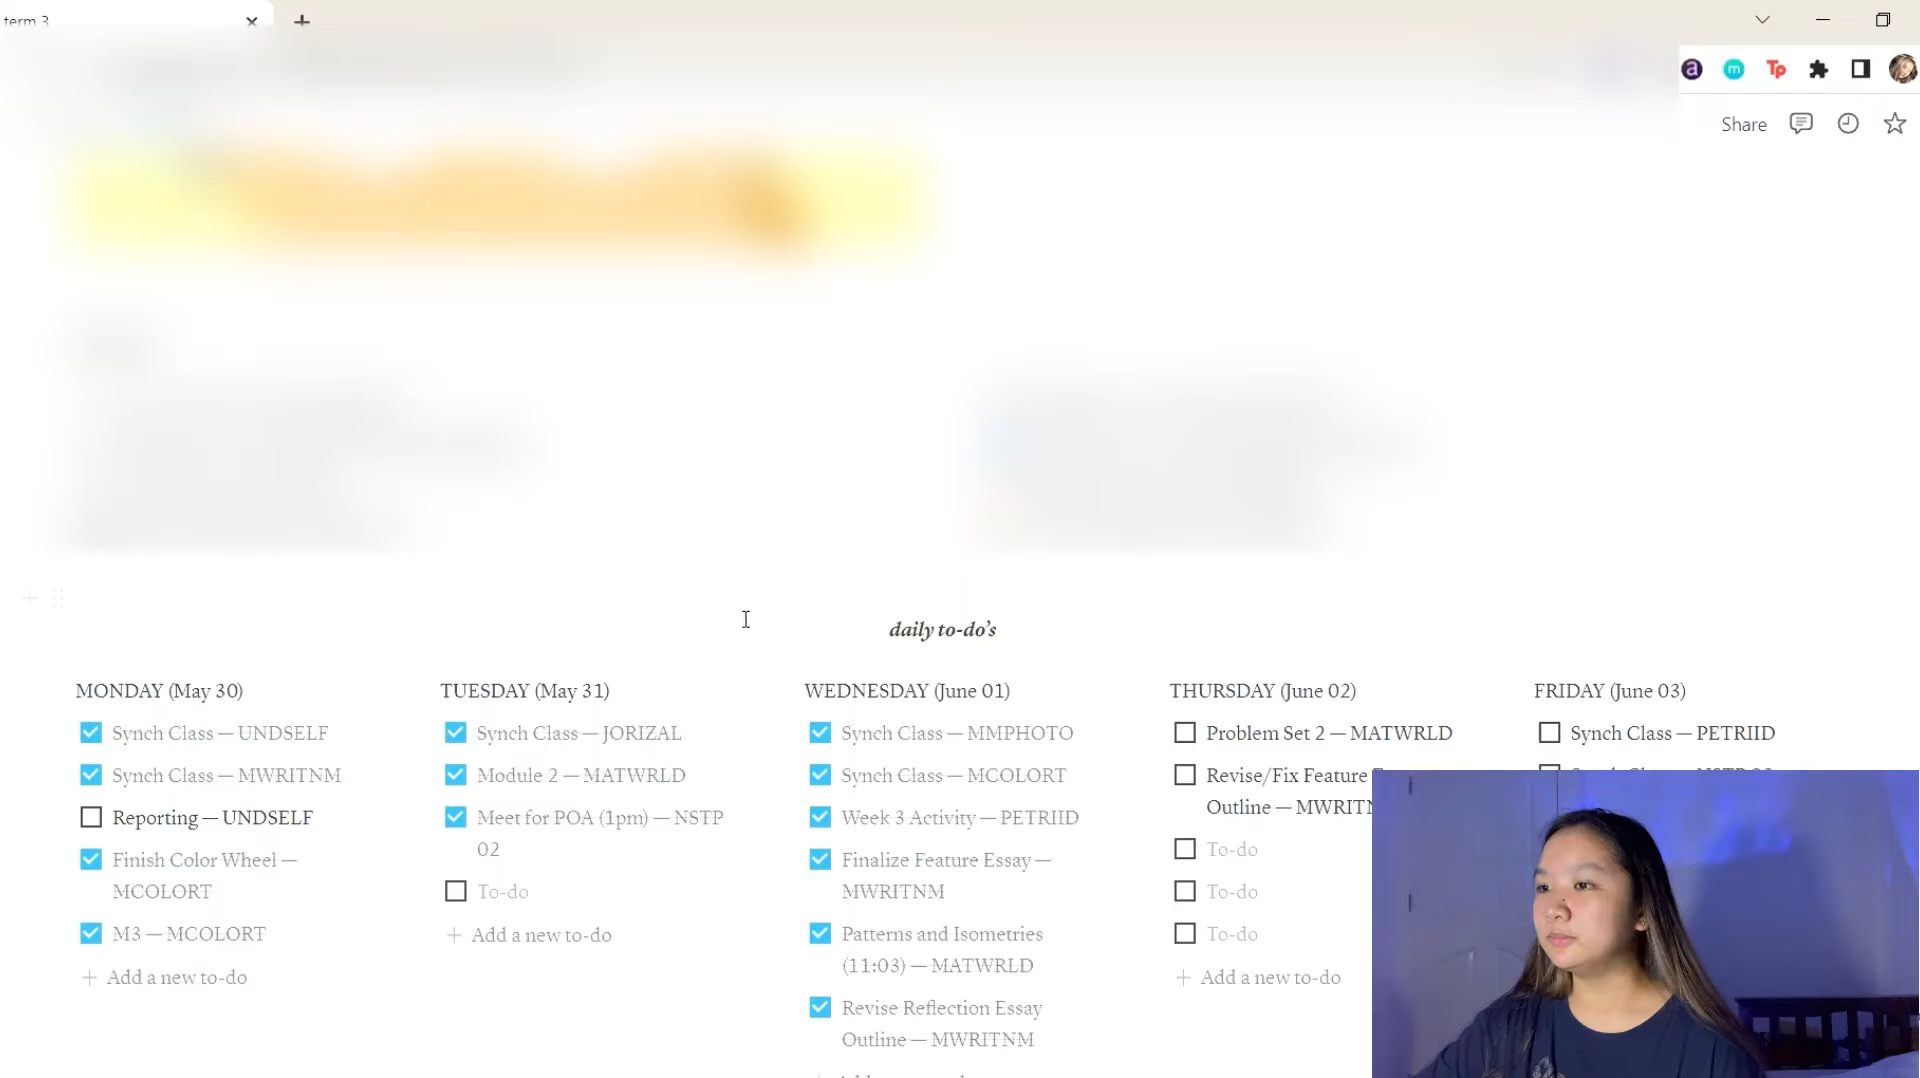 term 3
a
m
Tp
Share
daily to-do's
MONDAY (May 30)
Synch Class — UNDSELF
Synch Class — MWRITNM
Reporting — UNDSELF
Finish Color Wheel —
MCOLORT
M3 — MCOLORT
+ Add a new to-do
TUESDAY (May 31)
Synch Class — JORIZAL
Module 2 — MATWRLD
Meet for POA (1pm) — NSTP
02
To-do
+ Add a new to-do
WEDNESDAY (June 01)
Synch Class — MMPHOTO
Synch Class — MCOLORT
Week 3 Activity — PETRIID
Finalize Feature Essay —
MWRITNM
Patterns and Isometries
(11:03) — MATWRLD
Revise Reflection Essay
Outline — MWRITNM
THURSDAY (June 02)
Problem Set 2 — MATWRLD
Revise/Fix Feature
Outline — MWRITN
To-do
To-do
To-do
+ Add a new to-do
FRIDAY (June 03)
Synch Class — PETRIID